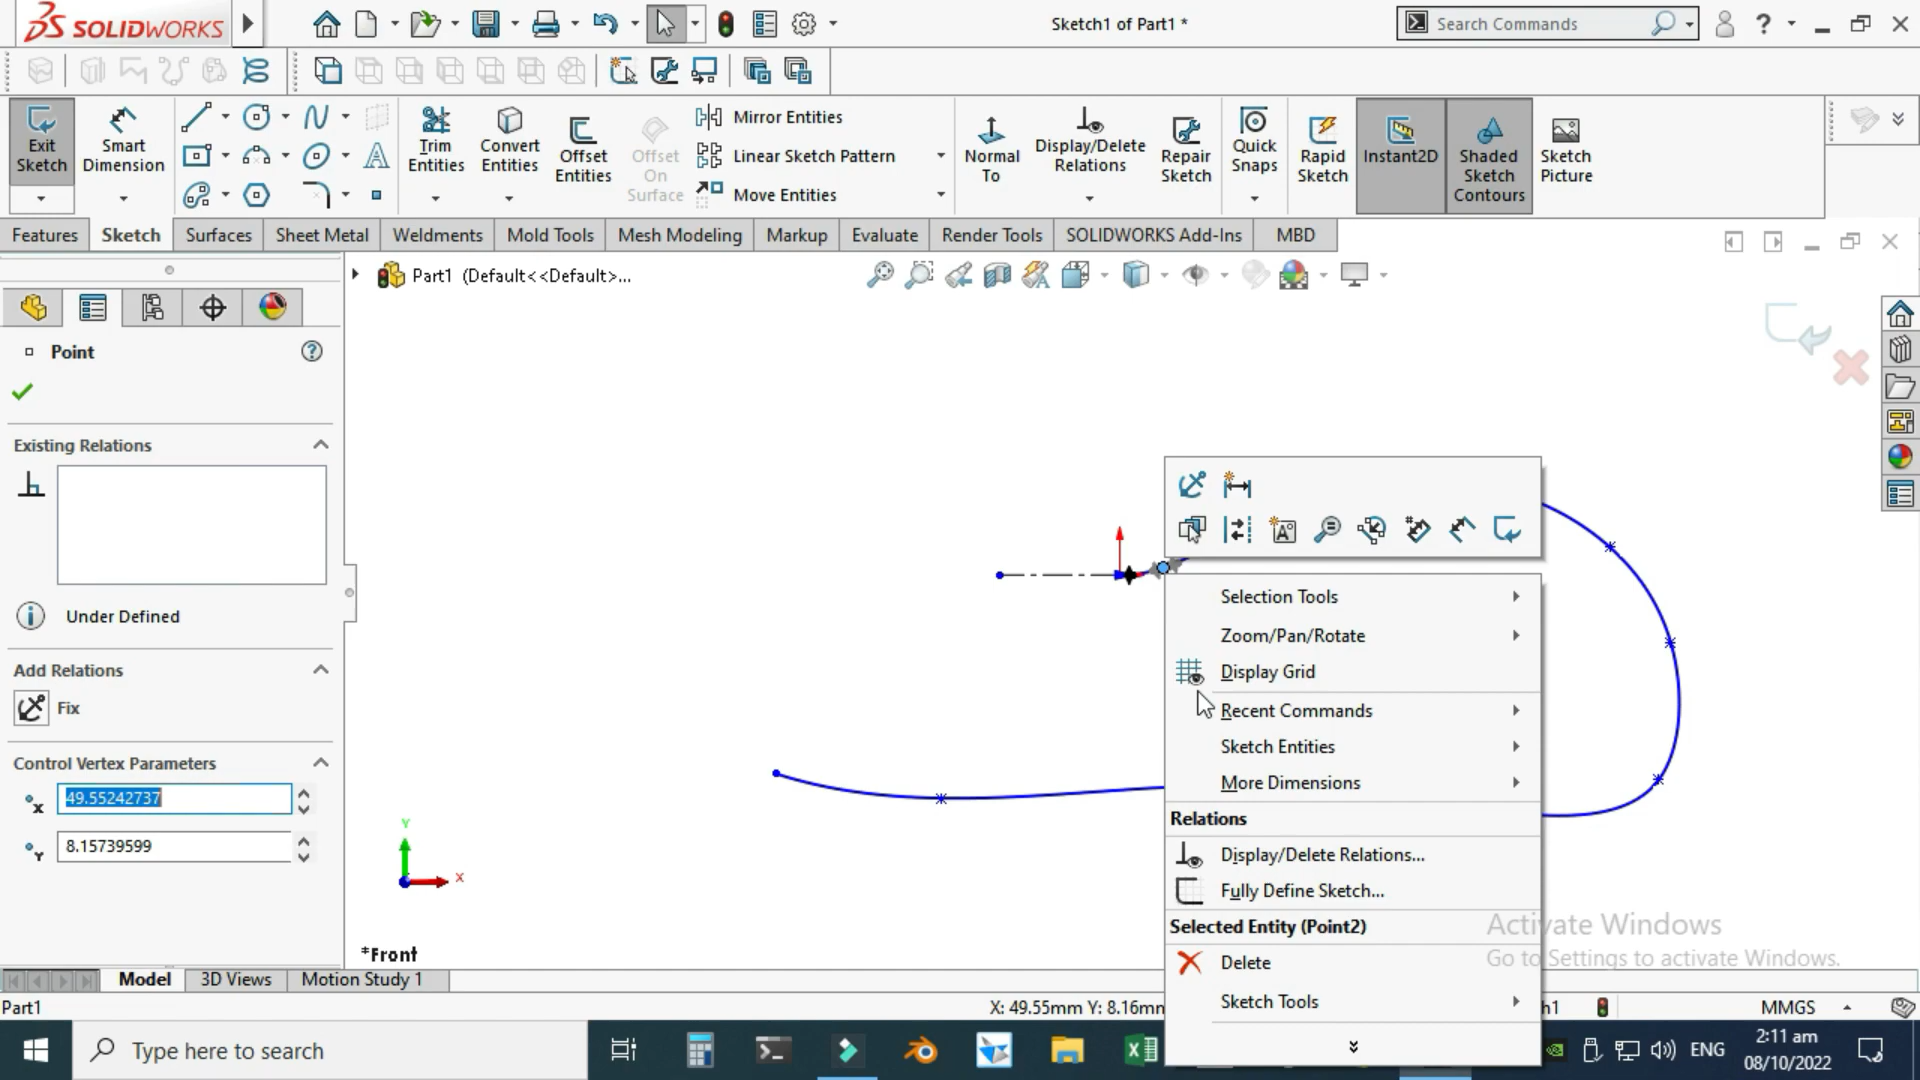 SOLIDWORKS
Sketch1 of Part1 *
Search Commands
?
Exit Sketch
Smart Dimension
Trim Entities
Convert Entities
Offset Entities
Offset On Surface
Mirror Entities
Linear Sketch Pattern
Move Entities
Normal To
Display/Delete Relations
Repair Sketch
Quick Snaps
Rapid Sketch
Instant2D
Shaded Sketch Contours
Sketch Picture
Features
Sketch
Surfaces
Sheet Metal
Weldments
Mold Tools
Mesh Modeling
Markup
Evaluate
Render Tools
SOLIDWORKS Add-Ins
MBD
Part1 (Default<<Default>...
Point
Existing Relations
Under Defined
Add Relations
Fix
Control Vertex Parameters
x
49.55242737
Y
8.15739599
Y
X
*Front
Selection Tools
Zoom/Pan/Rotate
Display Grid
Recent Commands
Sketch Entities
More Dimensions
Relations
Display/Delete Relations...
Fully Define Sketch...
Selected Entity (Point2)
Delete
Sketch Tools
Activate Windows
Go to Settings to activate Windows.
Model
3D Views
Motion Study 1
Part1
X: 49.55mm Y: 8.16mm
h1
MMGS
Type here to search
ENG
2:11 am
08/10/2022